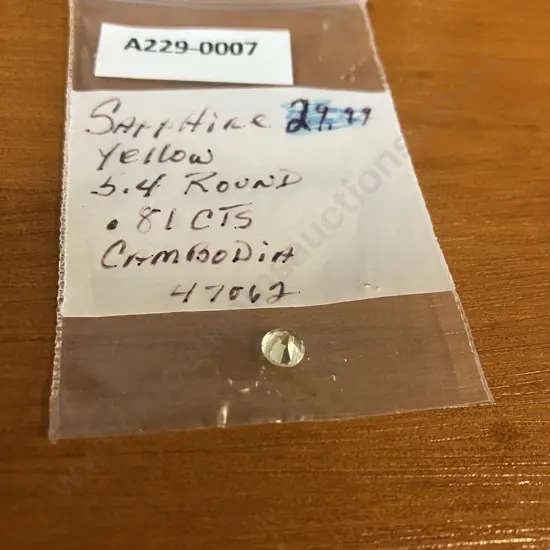 A229-0007
Sapphire 29.99
Yellow
5.4 Round
.81 CTS
Cambodia
47062